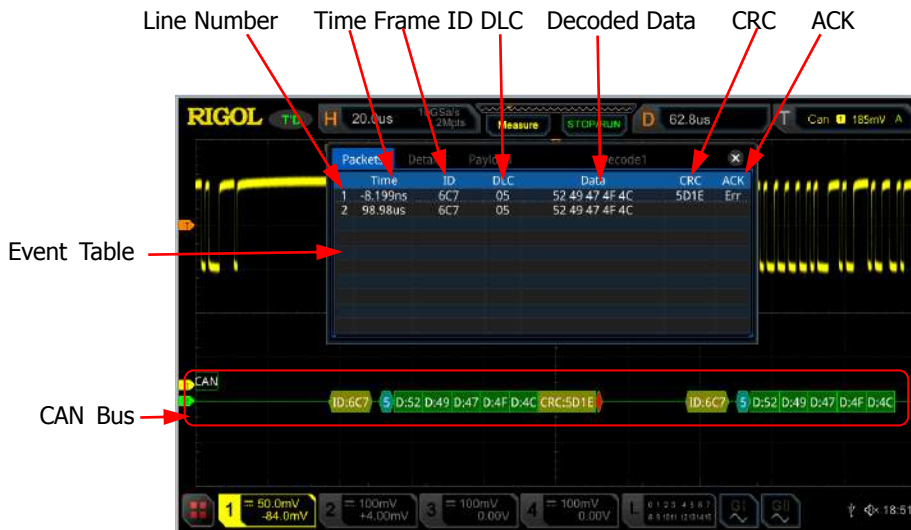 Line Number Time Frame ID DLC Decoded Data CRC ACK
RIGOL T'D H 20.0us Measure STOP/RUN D 62.8us T Can 1 185mV A
2Mpts
Packets
Time ID DLC Data CRC ACK
1 -8.199ns 6C7 05 52 49 47 4F 4C 5D1E Err
2 98.98us 6C7 05 52 49 47 4F 4C
Event Table
CAN
ID:6C7 5 D:52 D:49 D:47 D:4F D:4C CRC:5D1E ID:6C7 5 D:52 D:49 D:47 D:4F D:4C
CAN Bus
1 50.0mV 2 100mV 3 100mV 4 100mV L GI GII
-84.0mV +4.00mV 0.00V 0.00V
18:51